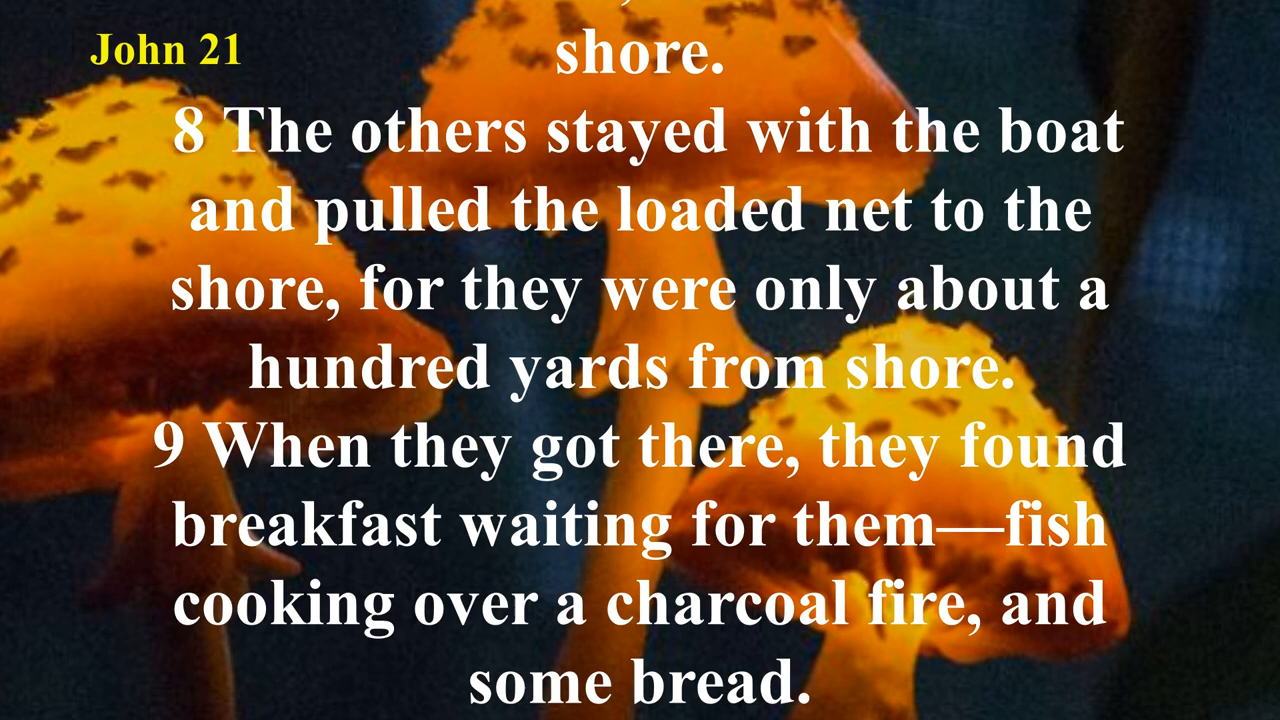 John 21
shore.
8 The others stayed with the boat
and pulled the loaded net to the
shore, for they were only about a
hundred yards from shore.
9 When they got there, they found
breakfast waiting for them—fish
cooking over a charcoal fire, and
some bread.